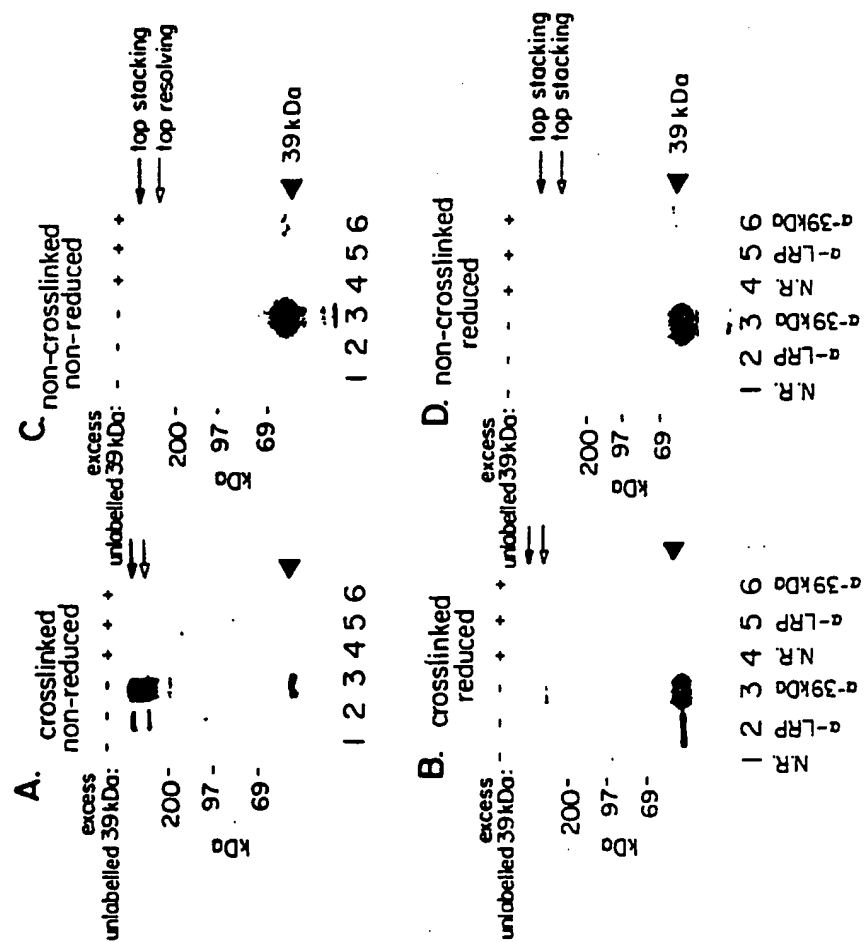 A.
crosslinked
non-reduced
excess
unlabelled 39kDa: - - - + + +
200-
97-
69-
kDa
1 2 3 4 5 6
C.
non-crosslinked
non-reduced
excess
unlabelled 39kDa: - - - + + +
top stacking
top resolving
200-
97-
69-
kDa
39 kDa
1 2 3 4 5 6
B.
crosslinked
reduced
excess
unlabelled 39kDa: - - - + + +
200-
97-
69-
kDa
1 2 3 4 5 6
N.R. α-LRP α-39kDa N.R. α-LRP α-39kDa
D.
non-crosslinked
reduced
excess
unlabelled 39kDa: - - - + + +
top stacking
top stacking
200-
97-
69-
kDa
39 kDa
1 2 3 4 5 6
N.R. α-LRP α-39kDa N.R. α-LRP α-39kDa